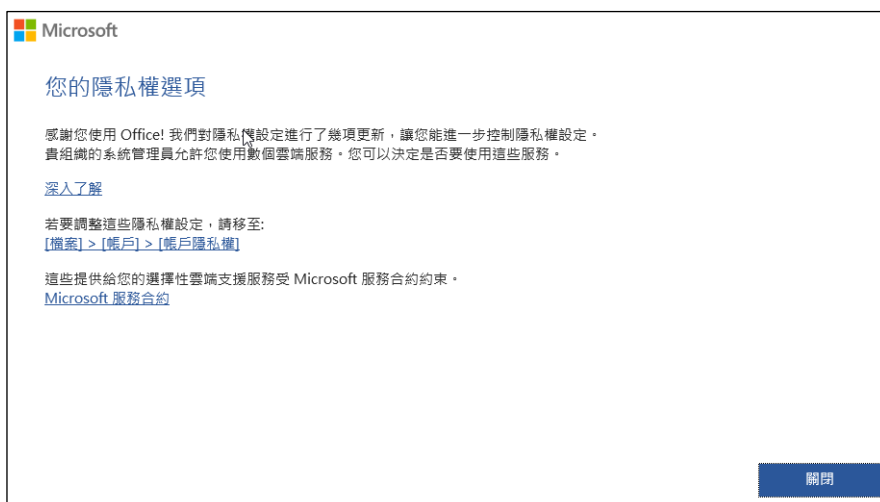 Microsoft
您的隱私權選項
感謝您使用 Office! 我們對隱私權設定進行了幾項更新，讓您能進一步控制隱私權設定。
貴組織的系統管理員允許您使用數個雲端服務。您可以決定是否要使用這些服務。
深入了解
若要調整這些隱私權設定，請移至:
[檔案] > [帳戶] > [帳戶隱私權]
這些提供給您的選擇性雲端支援服務受 Microsoft 服務合約約束。
Microsoft 服務合約
關閉